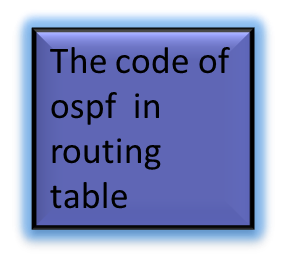 The code of
ospf in
routing
table